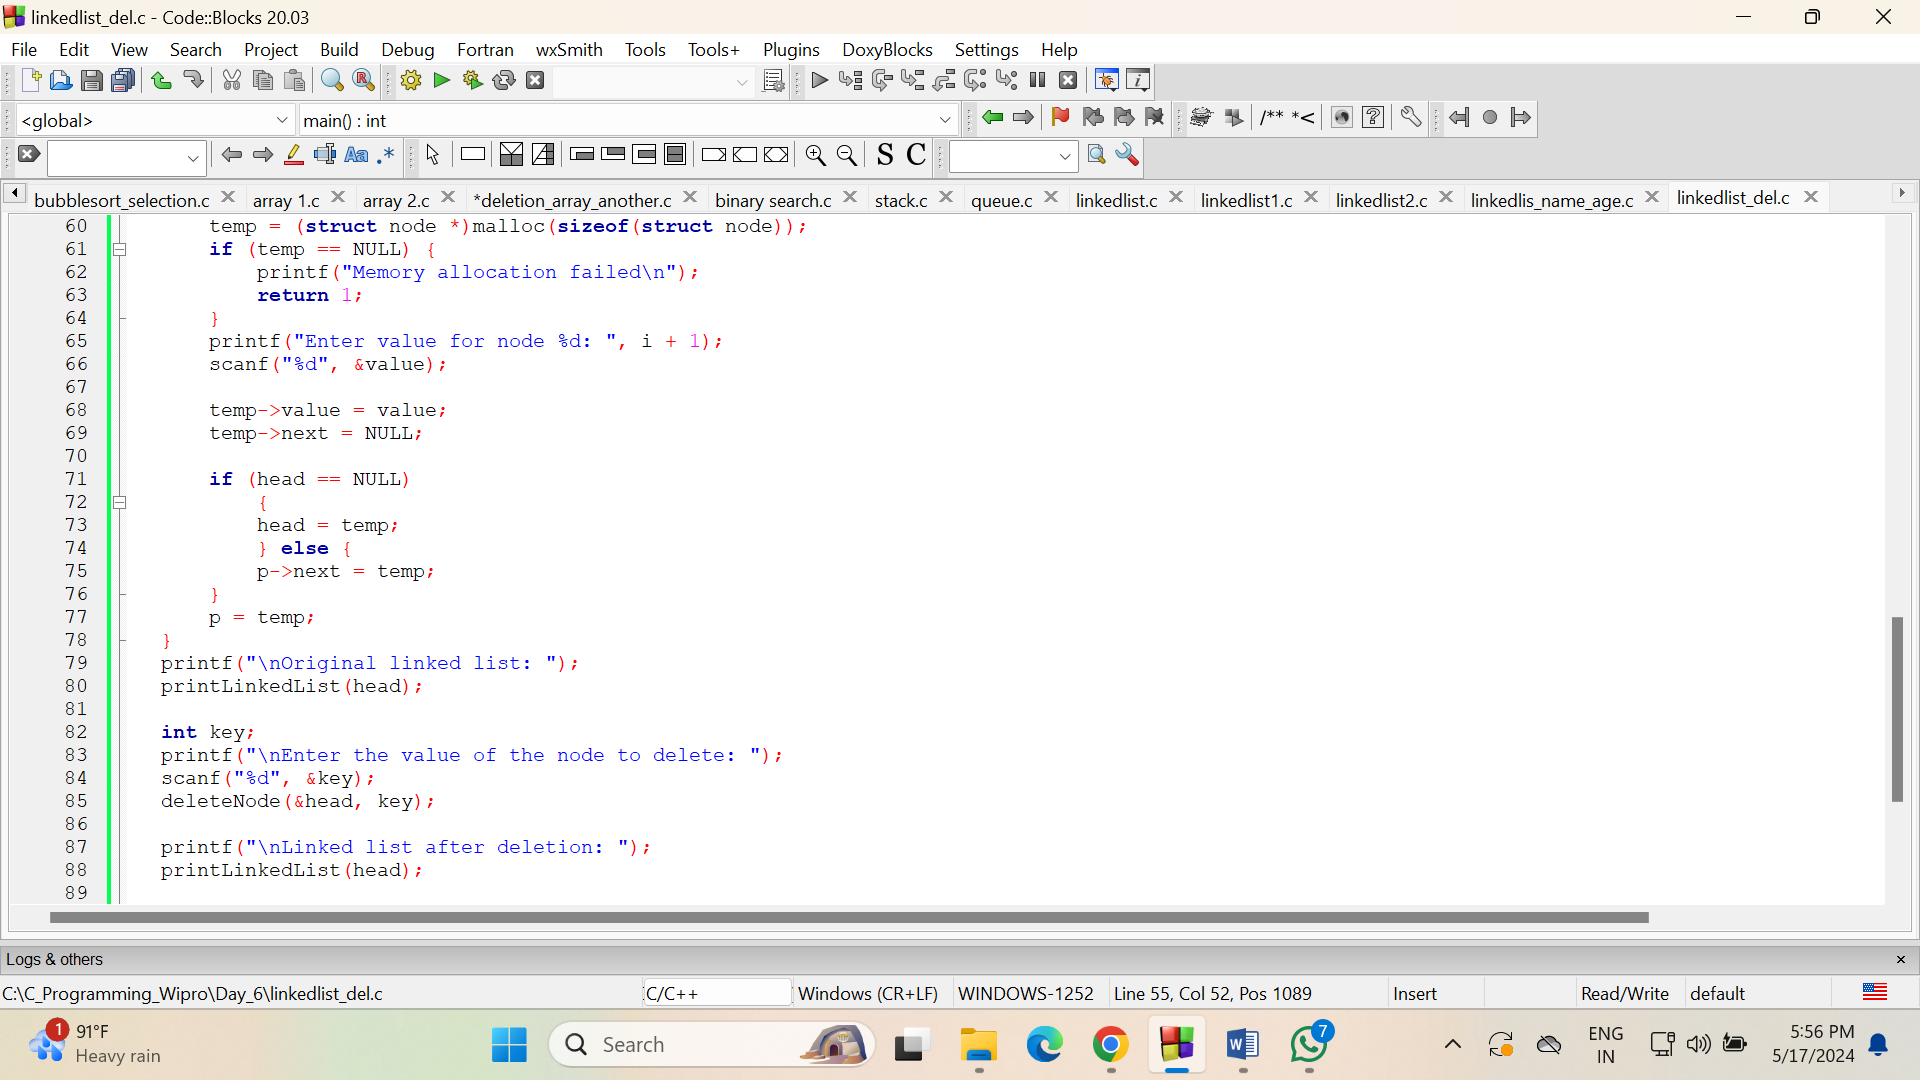 linkedlist_del.c - Code::Blocks 20.03
File Edit View Search Project Build Debug Fortran wxSmith Tools Tools+ Plugins DoxyBlocks Settings Help
<global> main() : int /** *<
Aa .* S C
bubblesort_selection.c array 1.c array 2.c *deletion_array_another.c binary search.c stack.c queue.c linkedlist.c linkedlist1.c linkedlist2.c linkedlis_name_age.c linkedlist_del.c
60 temp = (struct node *)malloc(sizeof(struct node));
61 if (temp == NULL) {
62 printf("Memory allocation failed\n");
63 return 1;
64 }
65 printf("Enter value for node %d: ", i + 1);
66 scanf("%d", &value);
67
68 temp->value = value;
69 temp->next = NULL;
70
71 if (head == NULL)
72 {
73 head = temp;
74 } else {
75 p->next = temp;
76 }
77 p = temp;
78 }
79 printf("\nOriginal linked list: ");
80 printLinkedList(head);
81
82 int key;
83 printf("\nEnter the value of the node to delete: ");
84 scanf("%d", &key);
85 deleteNode(&head, key);
86
87 printf("\nLinked list after deletion: ");
88 printLinkedList(head);
89
Logs & others
C:\C_Programming_Wipro\Day_6\linkedlist_del.c C/C++ Windows (CR+LF) WINDOWS-1252 Line 55, Col 52, Pos 1089 Insert Read/Write default
1 91°F
Heavy rain
Search
7
ENG
IN
5:56 PM
5/17/2024